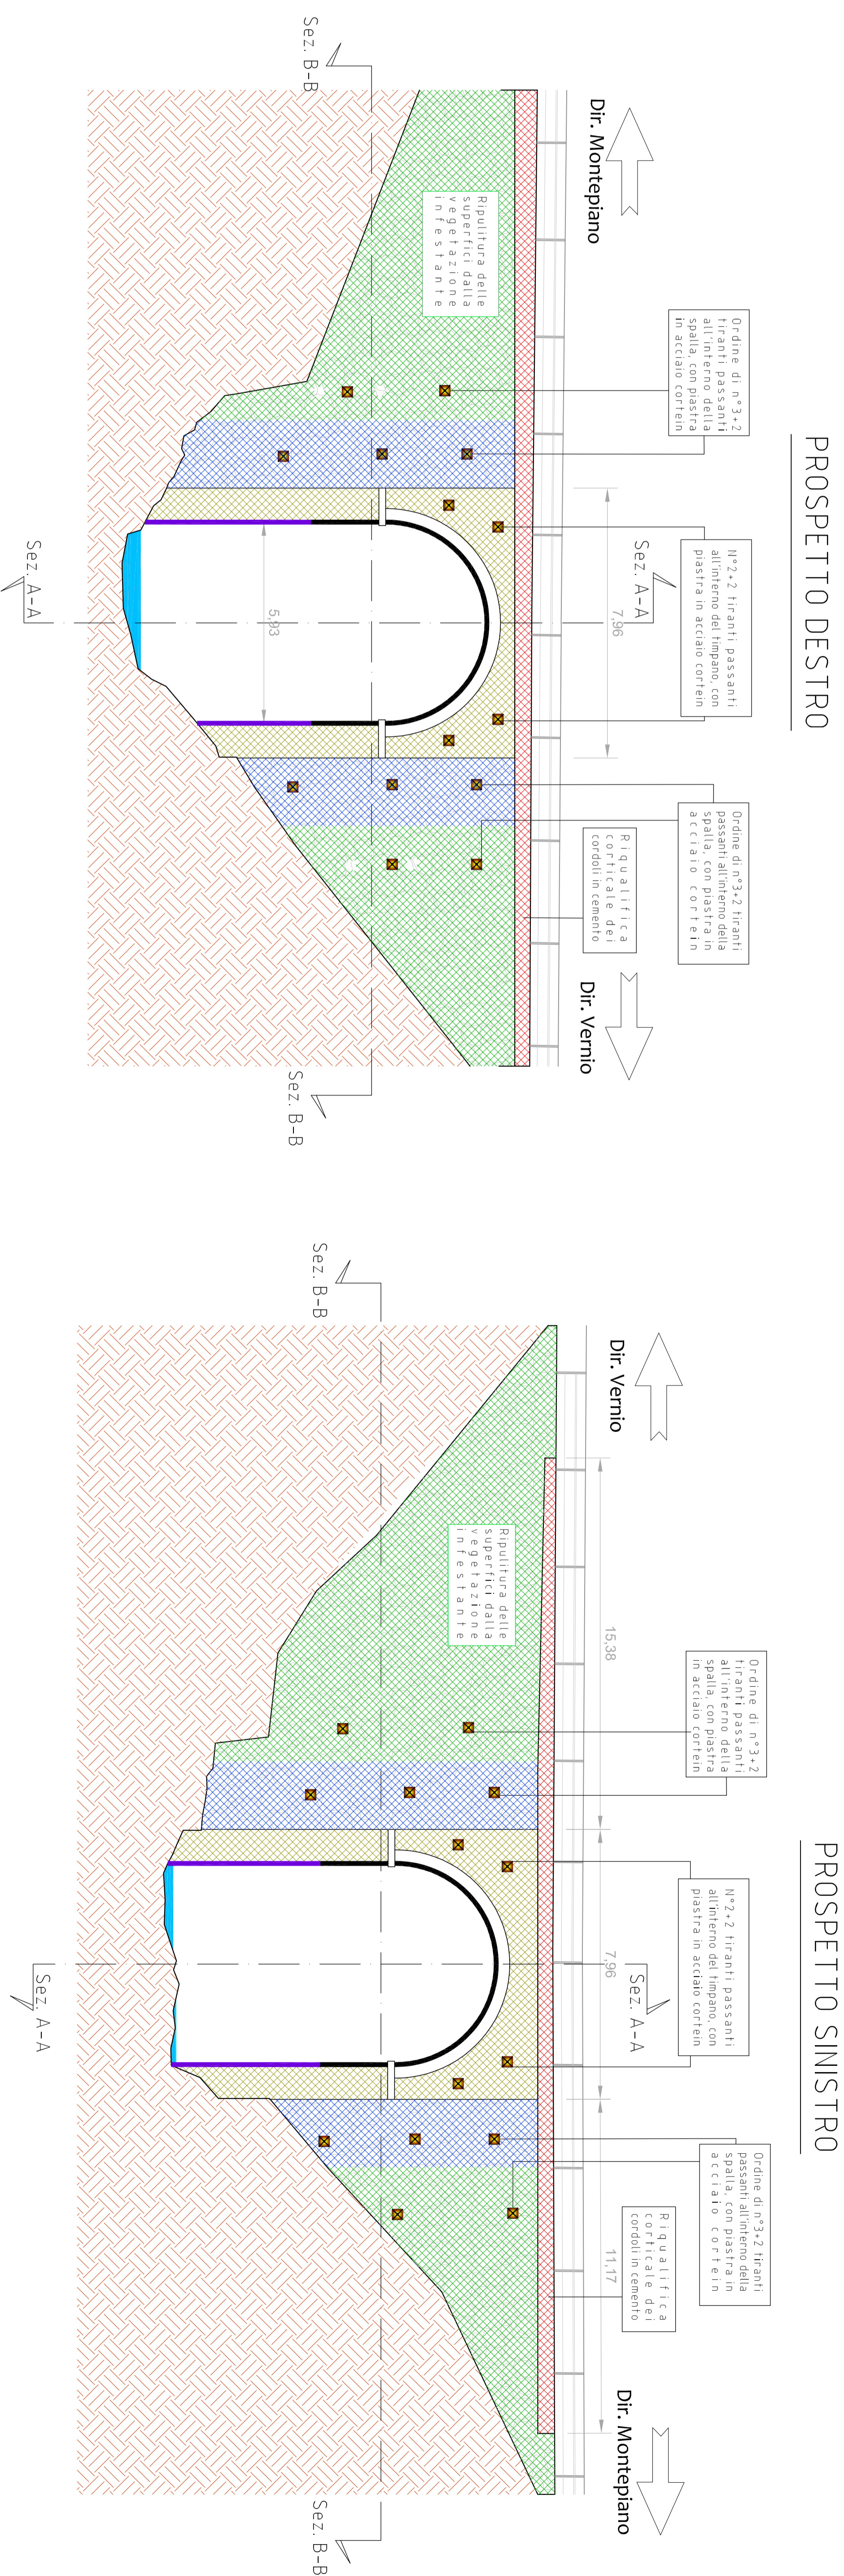 PROSPETTO DESTRO
Dir. Montepiano
Ordine di n°3+2
tiranti passanti
all'interno della
spalla, con piastra
in acciaio cortein
N°2+2 tiranti passanti
all'interno del timpano, con
piastra in acciaio cortein
Ordine di n°3+2 tiranti
passanti all'interno della
spalla, con piastra in
acciaio cortein
Riqualifica
corticale dei
cordoli in cemento
Dir. Vernio
Sez. A-A
7,96
Ripulitura delle
superfici dalla
vegetazione
infestante
Sez. B-B
Sez. B-B
5,93
Sez. A-A
PROSPETTO SINISTRO
Dir. Vernio
Ordine di n°3+2
tiranti passanti
all'interno della
spalla, con piastra
in acciaio cortein
N°2+2 tiranti passanti
all'interno del timpano, con
piastra in acciaio cortein
Ordine di n°3+2 tiranti
passanti all'interno della
spalla, con piastra in
acciaio cortein
Riqualifica
corticale dei
cordoli in cemento
Dir. Montepiano
Sez. A-A
15,38
7,96
11,17
Ripulitura delle
superfici dalla
vegetazione
infestante
Sez. B-B
Sez. B-B
Sez. A-A